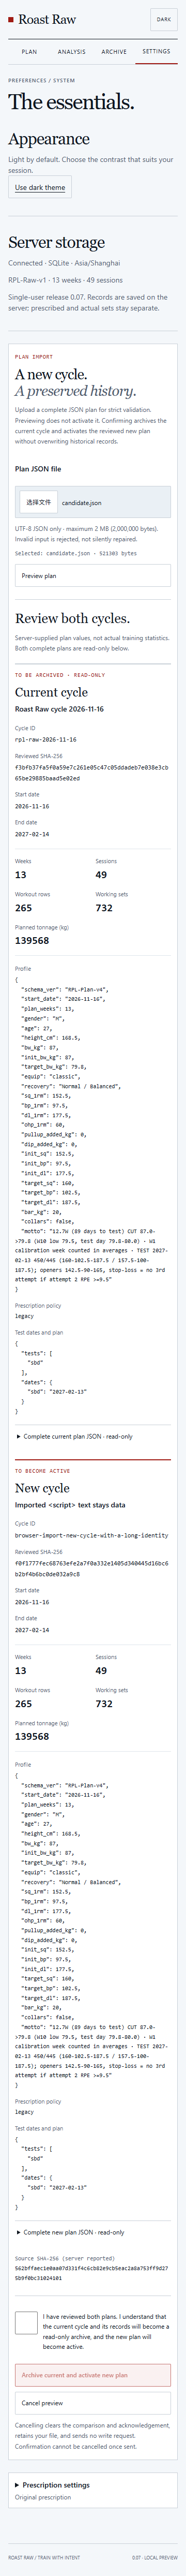 Roast Raw
DARK
PLAN
ANALYSIS
ARCHIVE
SETTINGS
PREFERENCES / SYSTEM
The essentials.
Appearance
Light by default. Choose the contrast that suits your
session.
Use dark theme
Server storage
Connected · SQLite · Asia/Shanghai
RPL-Raw-v1 · 13 weeks · 49 sessions
Single-user release 0.07. Records are saved on the
server; prescribed and actual sets stay separate.
PLAN IMPORT
A new cycle.
A preserved history.
Upload a complete JSON plan for strict validation.
Previewing does not activate it. Confirming archives the
current cycle and activates the reviewed new plan
without overwriting historical records.
Plan JSON file
选择文件 candidate.json
UTF-8 JSON only · maximum 2 MB (2,000,000 bytes).
Invalid input is rejected, not silently repaired.
Selected: candidate.json · 521303 bytes
Preview plan
Review both cycles.
Server-supplied plan values, not actual training statistics.
Both complete plans are read-only below.
TO BE ARCHIVED · READ-ONLY
Current cycle
Roast Raw cycle 2026-11-16
Cycle ID
rpl-raw-2026-11-16
Reviewed SHA-256
Start date
2026-11-16
End date
2027-02-14
Weeks
13
Sessions
49
Workout rows
265
Working sets
732
Planned tonnage (kg)
139568
Profile
{
"schema_ver": "RPL-Plan-v4",
"start_date": "2026-11-16",
"plan_weeks": 13,
"gender": "M",
"age": 27,
"height_cm": 168.5,
"bw_kg": 87,
"init_bw_kg": 87,
"target_bw_kg": 79.8,
"equip": "classic",
"recovery": "Normal / Balanced",
"sq_1rm": 152.5,
"bp_1rm": 97.5,
"dl_1rm": 177.5,
"ohp_1rm": 60,
"pullup_added_kg": 0,
"dip_added_kg": 0,
"init_sq": 152.5,
"init_bp": 97.5,
"init_dl": 177.5,
"target_sq": 160,
"target_bp": 102.5,
"target_dl": 187.5,
"bar_kg": 20,
"collars": false,
"motto": "12.7W (89 days to test) CUT 87.0-
>79.8 (W10 low 79.5, test day 79.8-80.0) · W1
calibration week counted in averages · TEST 2027-
02-13 450/445 (160-102.5-187.5 / 157.5-100-
187.5); openers 142.5-90-165, stop-loss = no 3rd
attempt if attempt 2 RPE >=9.5"
}
Prescription policy
legacy
Test dates and plan
{
"tests": [
"sbd"
],
"dates": {
"sbd": "2027-02-13"
}
}
▶ Complete current plan JSON · read-only
TO BECOME ACTIVE
New cycle
Imported <script> text stays data
Cycle ID
browser-import-new-cycle-with-a-long-identity
Reviewed SHA-256
Start date
2026-11-16
End date
2027-02-14
Weeks
13
Sessions
49
Workout rows
265
Working sets
732
Planned tonnage (kg)
139568
Profile
{
"schema_ver": "RPL-Plan-v4",
"start_date": "2026-11-16",
"plan_weeks": 13,
"gender": "M",
"age": 27,
"height_cm": 168.5,
"bw_kg": 87,
"init_bw_kg": 87,
"target_bw_kg": 79.8,
"equip": "classic",
"recovery": "Normal / Balanced",
"sq_1rm": 152.5,
"bp_1rm": 97.5,
"dl_1rm": 177.5,
"ohp_1rm": 60,
"pullup_added_kg": 0,
"dip_added_kg": 0,
"init_sq": 152.5,
"init_bp": 97.5,
"init_dl": 177.5,
"target_sq": 160,
"target_bp": 102.5,
"target_dl": 187.5,
"bar_kg": 20,
"collars": false,
"motto": "12.7W (89 days to test) CUT 87.0-
>79.8 (W10 low 79.5, test day 79.8-80.0) · W1
calibration week counted in averages · TEST 2027-
02-13 450/445 (160-102.5-187.5 / 157.5-100-
187.5); openers 142.5-90-165, stop-loss = no 3rd
attempt if attempt 2 RPE >=9.5"
}
Prescription policy
legacy
Test dates and plan
{
"tests": [
"sbd"
],
"dates": {
"sbd": "2027-02-13"
}
}
▶ Complete new plan JSON · read-only
Source SHA-256 (server reported)
I have reviewed both plans. I understand that
the current cycle and its records will become a
read-only archive, and the new plan will
become active.
Archive current and activate new plan
Cancel preview
Cancelling clears the comparison and acknowledgement,
retains your file, and sends no write request.
Confirmation cannot be cancelled once sent.
▶ Prescription settings
Original prescription
ROAST RAW / TRAIN WITH INTENT
0.07 · LOCAL PREVIEW